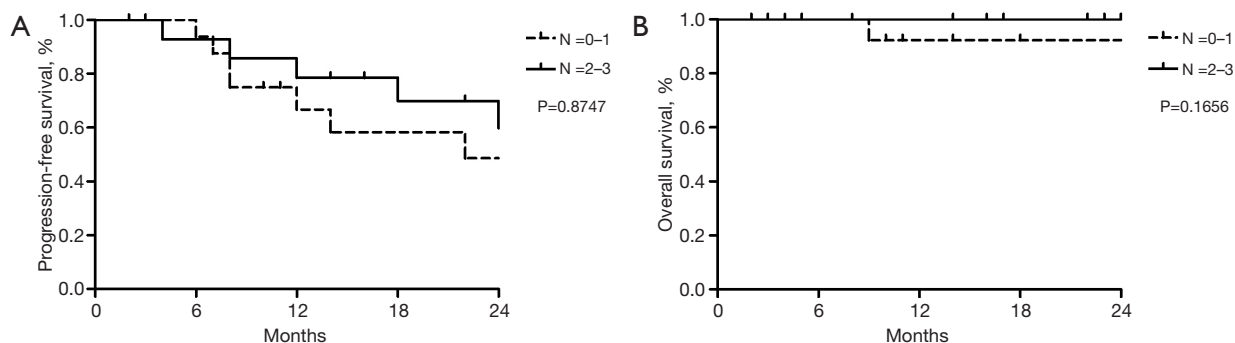 A
Progression-free survival, %
1.0
0.8
0.6
0.4
0.2
0.0
0
6
12
18
24
Months
N =0–1
N =2–3
P=0.8747
B
Overall survival, %
1.0
0.8
0.6
0.4
0.2
0.0
0
6
12
18
24
Months
N =0–1
N =2–3
P=0.1656